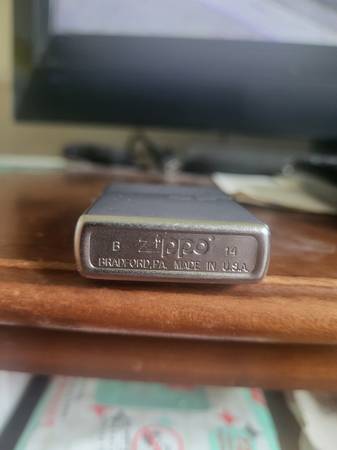 B Zippo 14
BRADFORD,PA. MADE IN U.S.A.